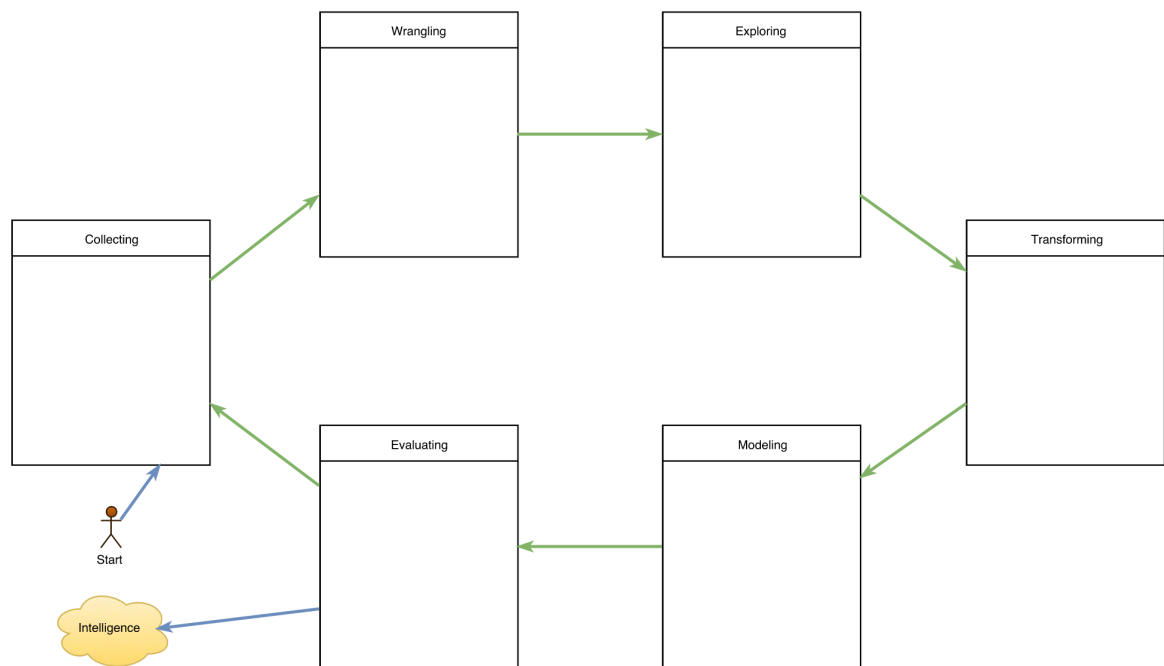 Wrangling
Exploring
Collecting
Transforming
Evaluating
Modeling
Start
Intelligence